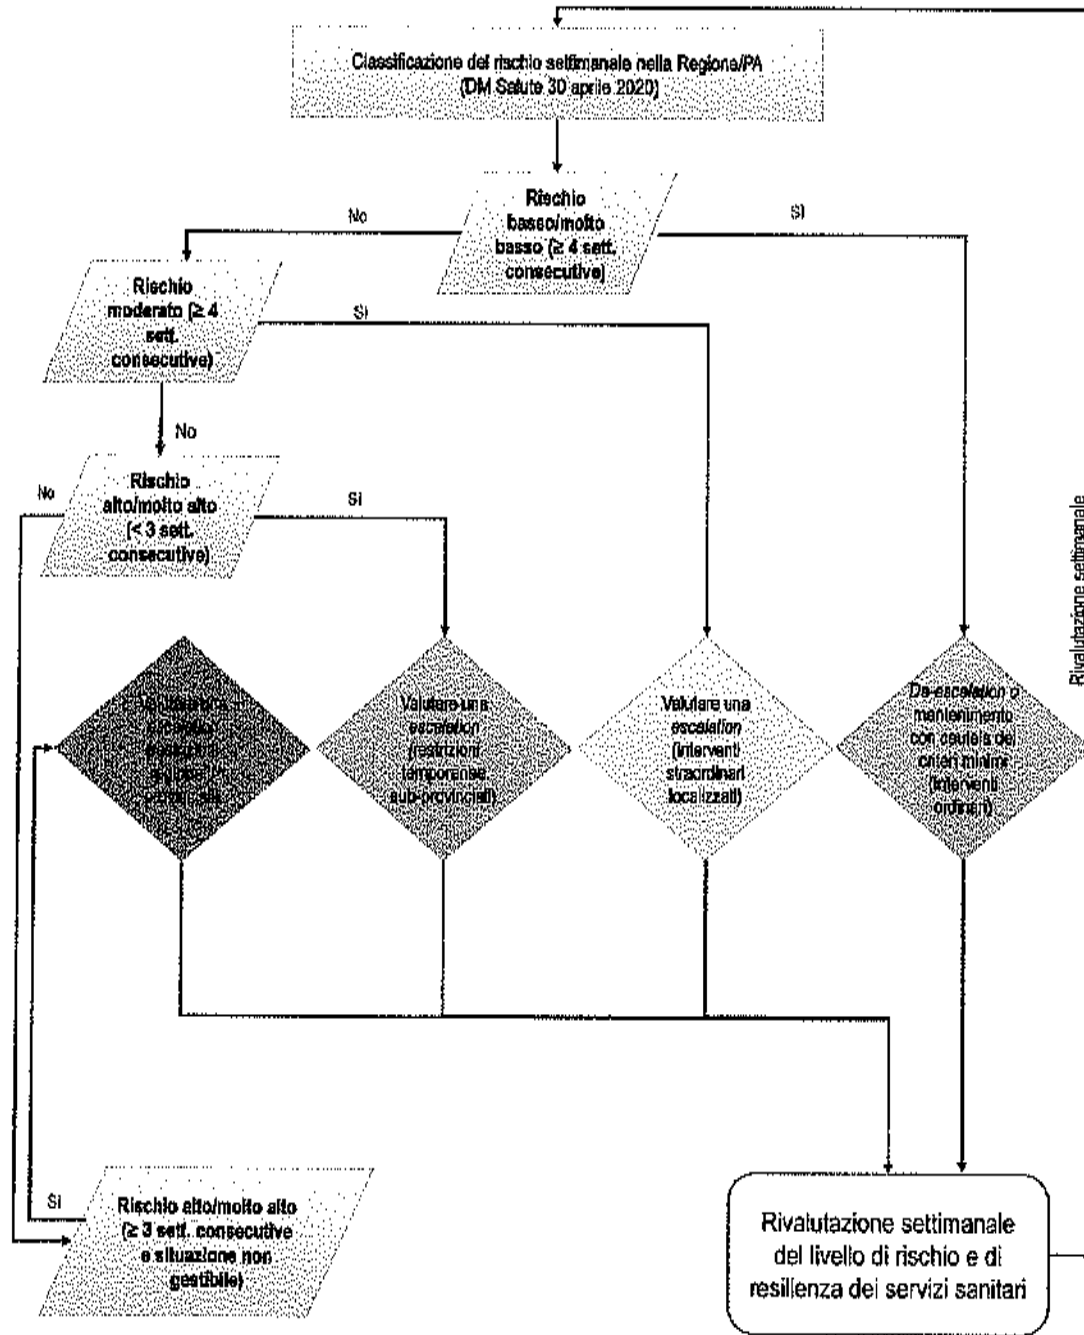 Classificazione del rischio settimanale nella Regione/PA
(DM Salute 30 aprile 2020)
Rischio
basso/molto
basso (≥ 4 sett.
consecutive)
No
Sì
Rischio
moderato (≥ 4
sett.
consecutive)
Sì
No
Rischio
alto/molto alto
(< 3 sett.
consecutive)
No
Sì
Rivalutazione settimanale
Valutare una
escalation
(restrizioni
temporanee
sub-provinciali)
Valutare una
escalation
(interventi
straordinari
localizzati)
De-escalation o
mantenimento
con cautela dei
criteri minimi
(interventi
ordinari)
Sì
Rischio alto/molto alto
(≥ 3 sett. consecutive
e situazione non
gestibile)
Rivalutazione settimanale
del livello di rischio e di
resilienza dei servizi sanitari